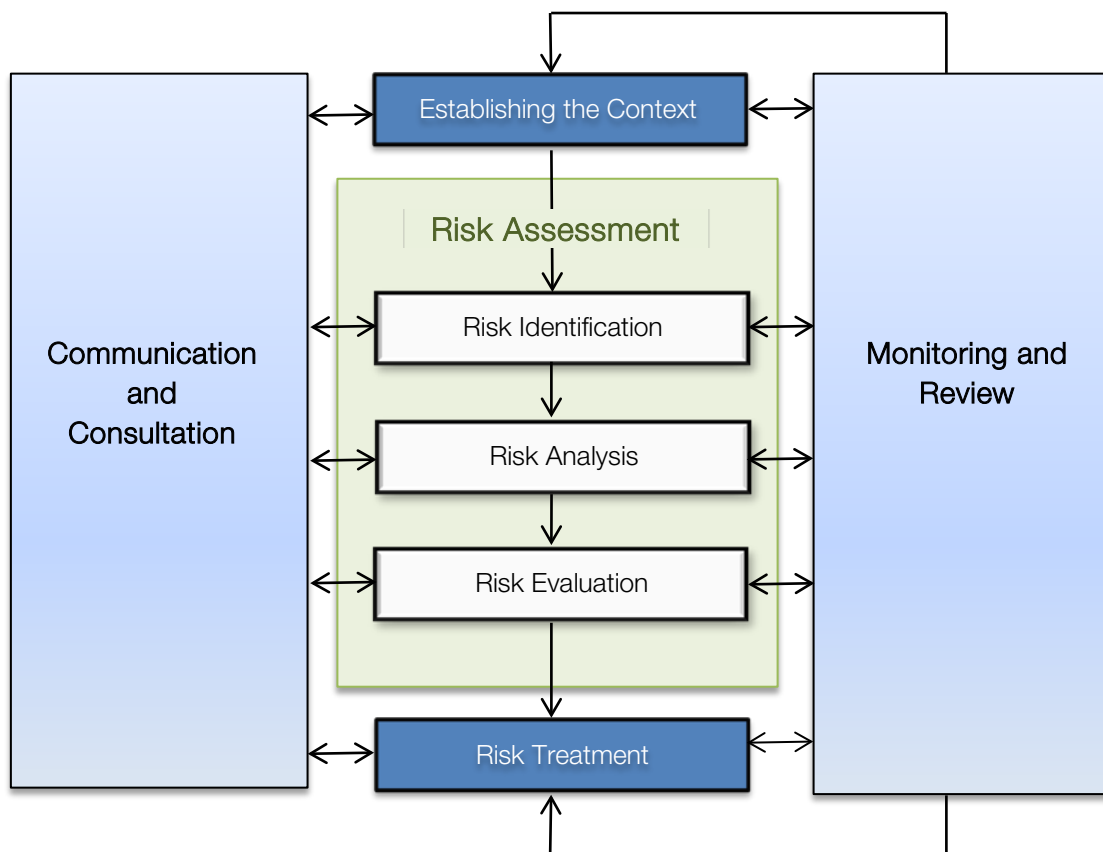 Establishing the Context
Risk Assessment
Risk Identification
Communication
and
Consultation
Monitoring and
Review
Risk Analysis
Risk Evaluation
Risk Treatment